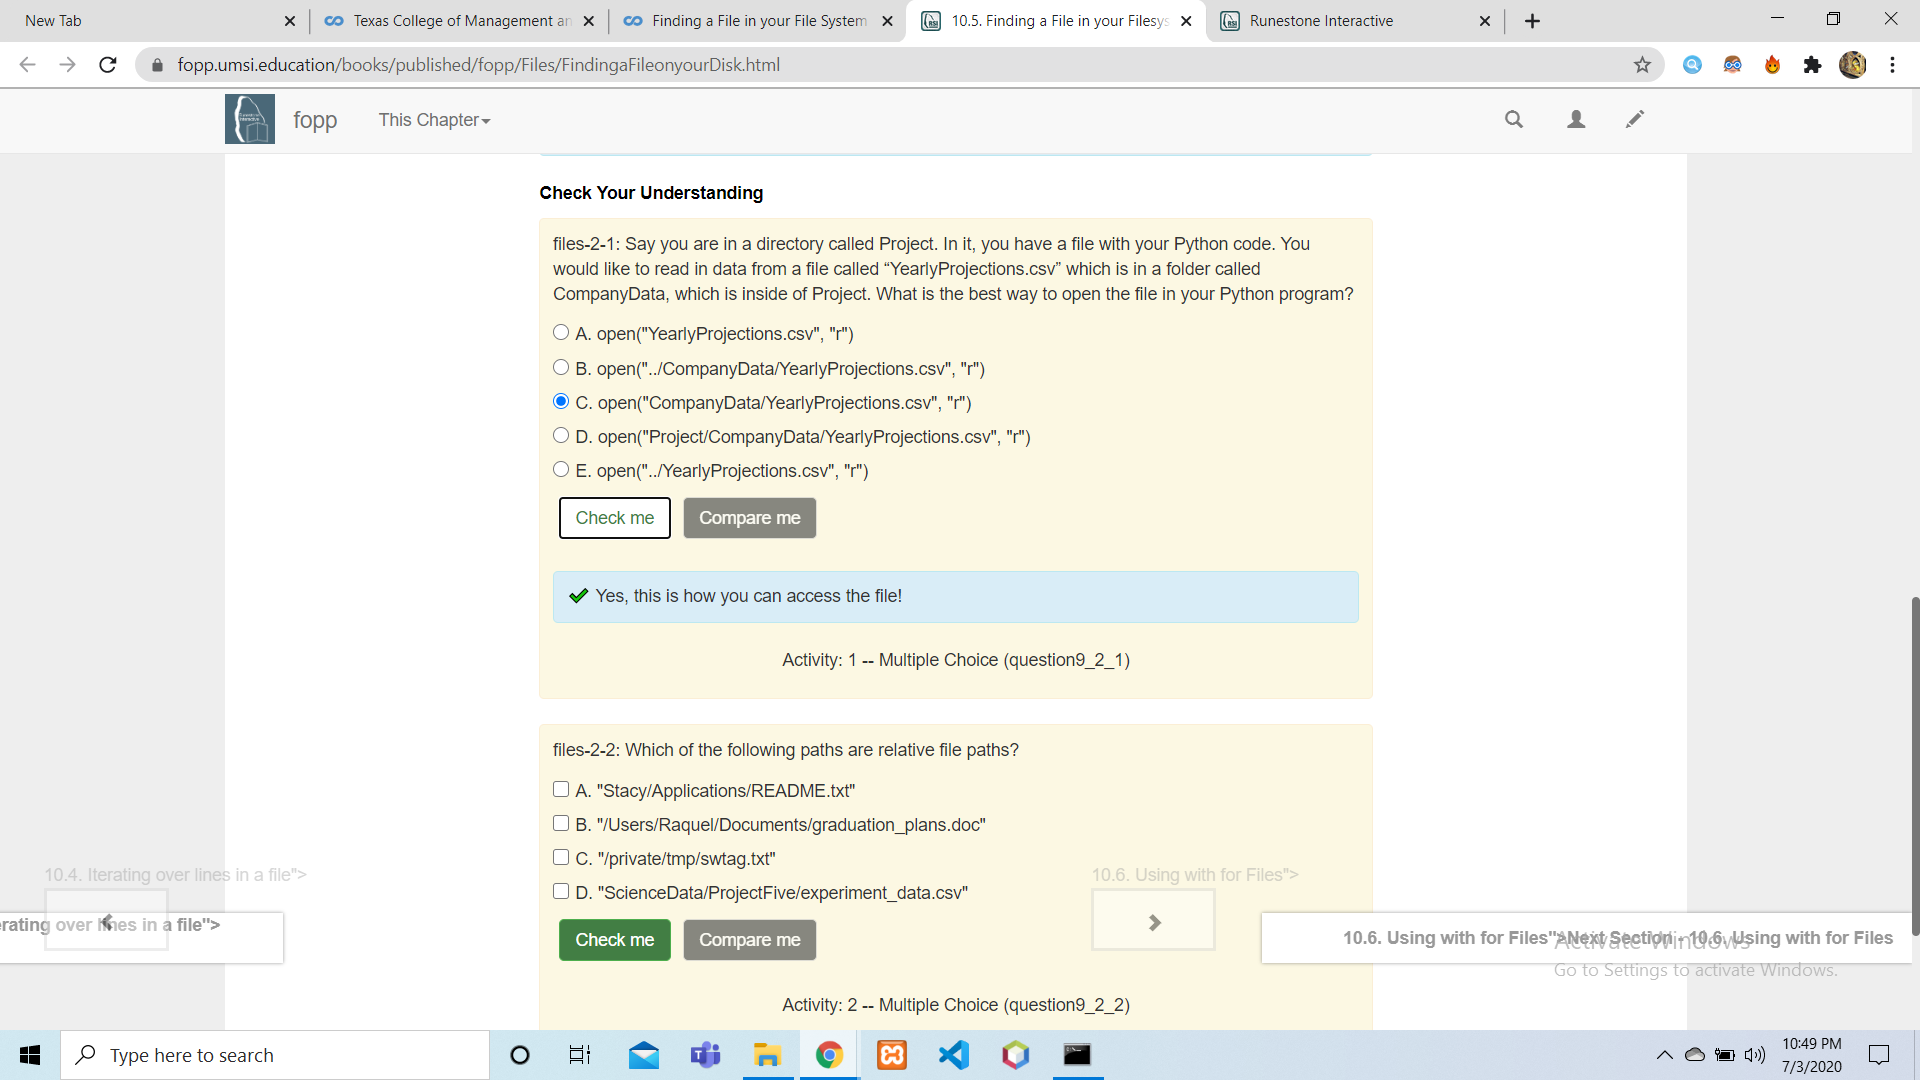 New Tab
Texas College of Management an
Finding a File in your File System
10.5. Finding a File in your Filesys
Runestone Interactive
fopp.umsi.education/books/published/fopp/Files/FindingaFileonyourDisk.html
fopp
This Chapter
Check Your Understanding
files-2-1: Say you are in a directory called Project. In it, you have a file with your Python code. You
would like to read in data from a file called “YearlyProjections.csv” which is in a folder called
CompanyData, which is inside of Project. What is the best way to open the file in your Python program?
A. open("YearlyProjections.csv", "r")
B. open("../CompanyData/YearlyProjections.csv", "r")
C. open("CompanyData/YearlyProjections.csv", "r")
D. open("Project/CompanyData/YearlyProjections.csv", "r")
E. open("../YearlyProjections.csv", "r")
Check me
Compare me
Yes, this is how you can access the file!
Activity: 1 -- Multiple Choice (question9_2_1)
files-2-2: Which of the following paths are relative file paths?
A. "Stacy/Applications/README.txt"
B. "/Users/Raquel/Documents/graduation_plans.doc"
C. "/private/tmp/swtag.txt"
D. "ScienceData/ProjectFive/experiment_data.csv"
Check me
Compare me
Activity: 2 -- Multiple Choice (question9_2_2)
10.4. Iterating over lines in a file">
erating over lines in a file">
10.6. Using with for Files">
10.6. Using with for Files">Next Section - 10.6. Using with for Files
Activate Windows
Go to Settings to activate Windows.
Type here to search
10:49 PM
7/3/2020